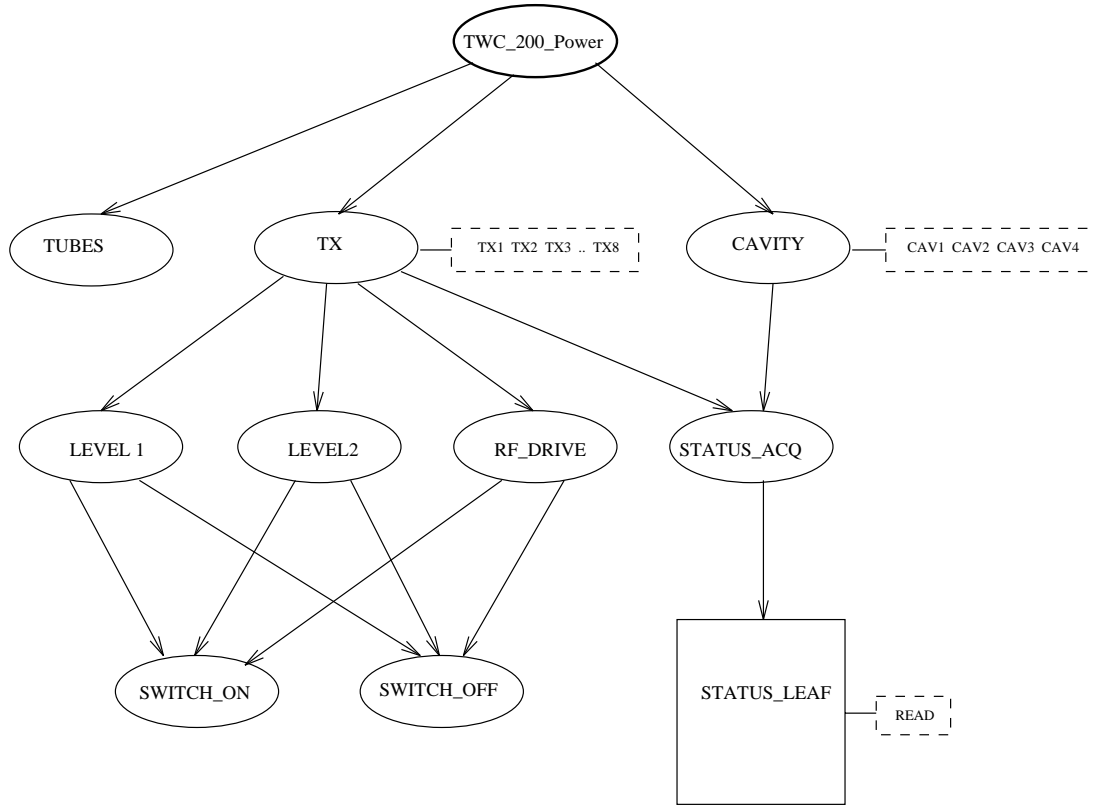 TWC_200_Power
TUBES
TX
TX1 TX2 TX3 .. TX8
CAVITY
CAV1 CAV2 CAV3 CAV4
LEVEL 1
LEVEL2
RF_DRIVE
STATUS_ACQ
SWITCH_ON
SWITCH_OFF
STATUS_LEAF
READ